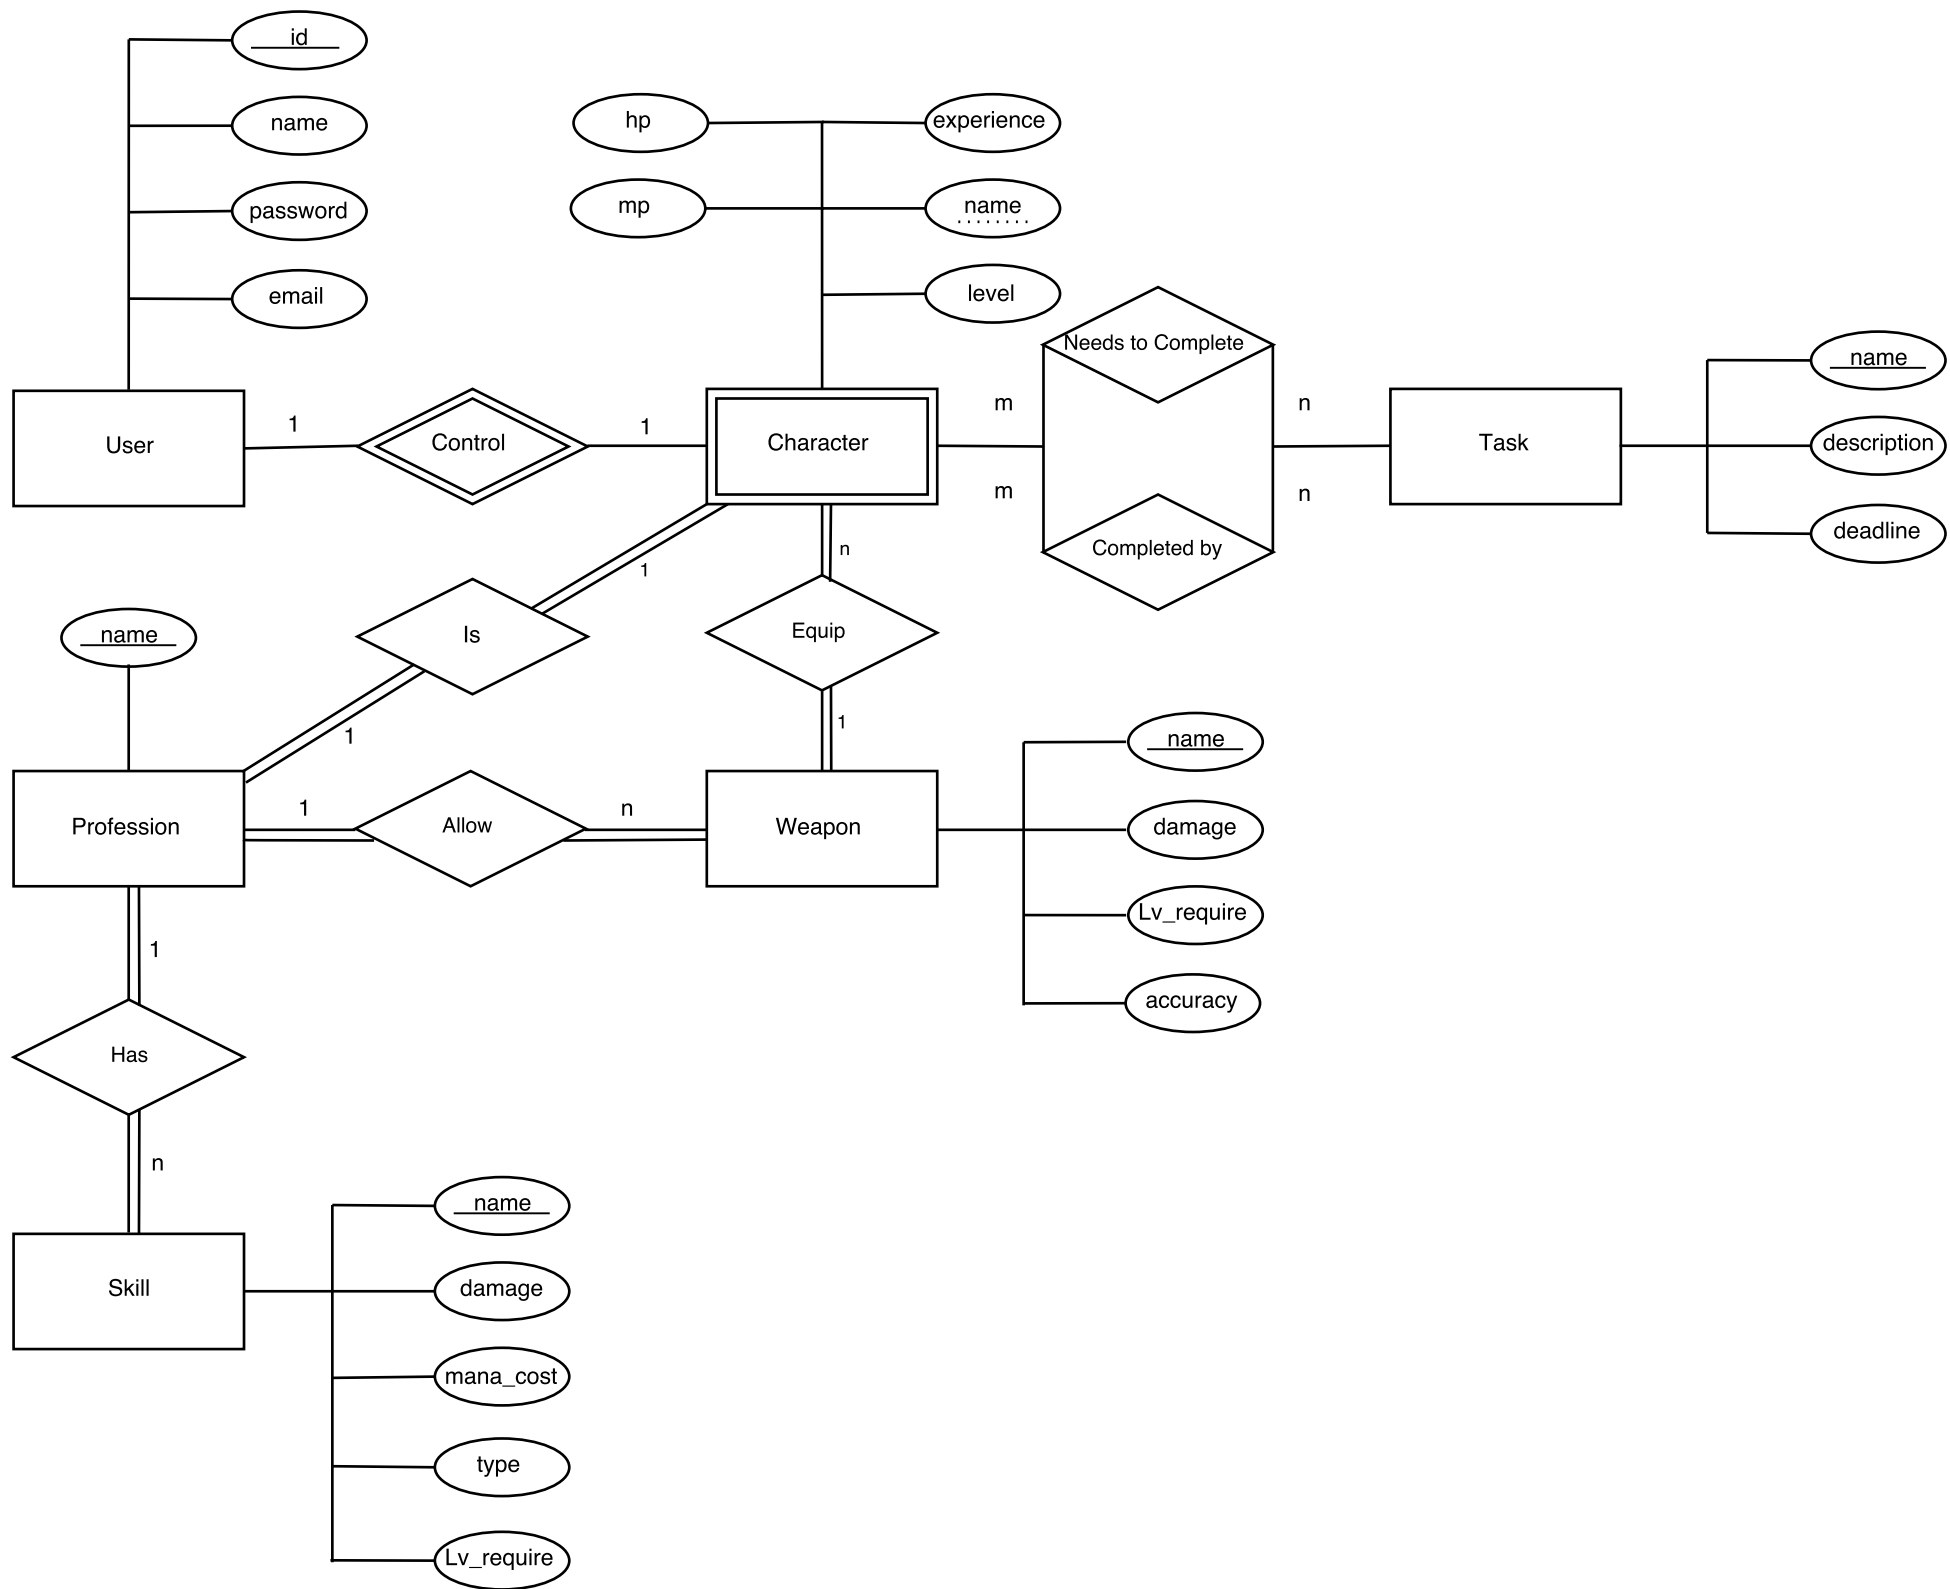 id
name
password
email
hp
experience
mp
name
level
Needs to Complete
name
User
1
Control
1
Character
m
n
Task
description
m
n
deadline
n
Completed by
1
name
Is
Equip
1
1
name
Profession
1
Allow
n
Weapon
damage
Lv_require
1
accuracy
Has
n
name
Skill
damage
mana_cost
type
Lv_require